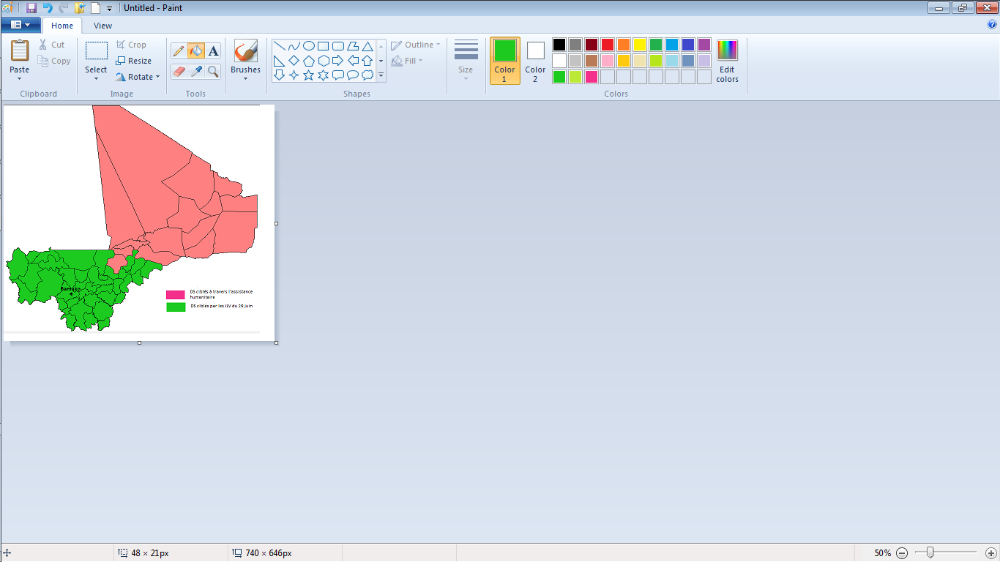 Untitled - Paint
Home
View
Paste
Cut
Copy
Clipboard
Select
Crop
Resize
Rotate
Image
Tools
Brushes
Shapes
Outline
Fill
Size
Color
1
Color
2
Edit
colors
Colors
Bamako
DS ciblés à travers l'assistance
humanitaire
DS ciblés par les JLV du 29 juin
48 × 21px
740 × 646px
50%